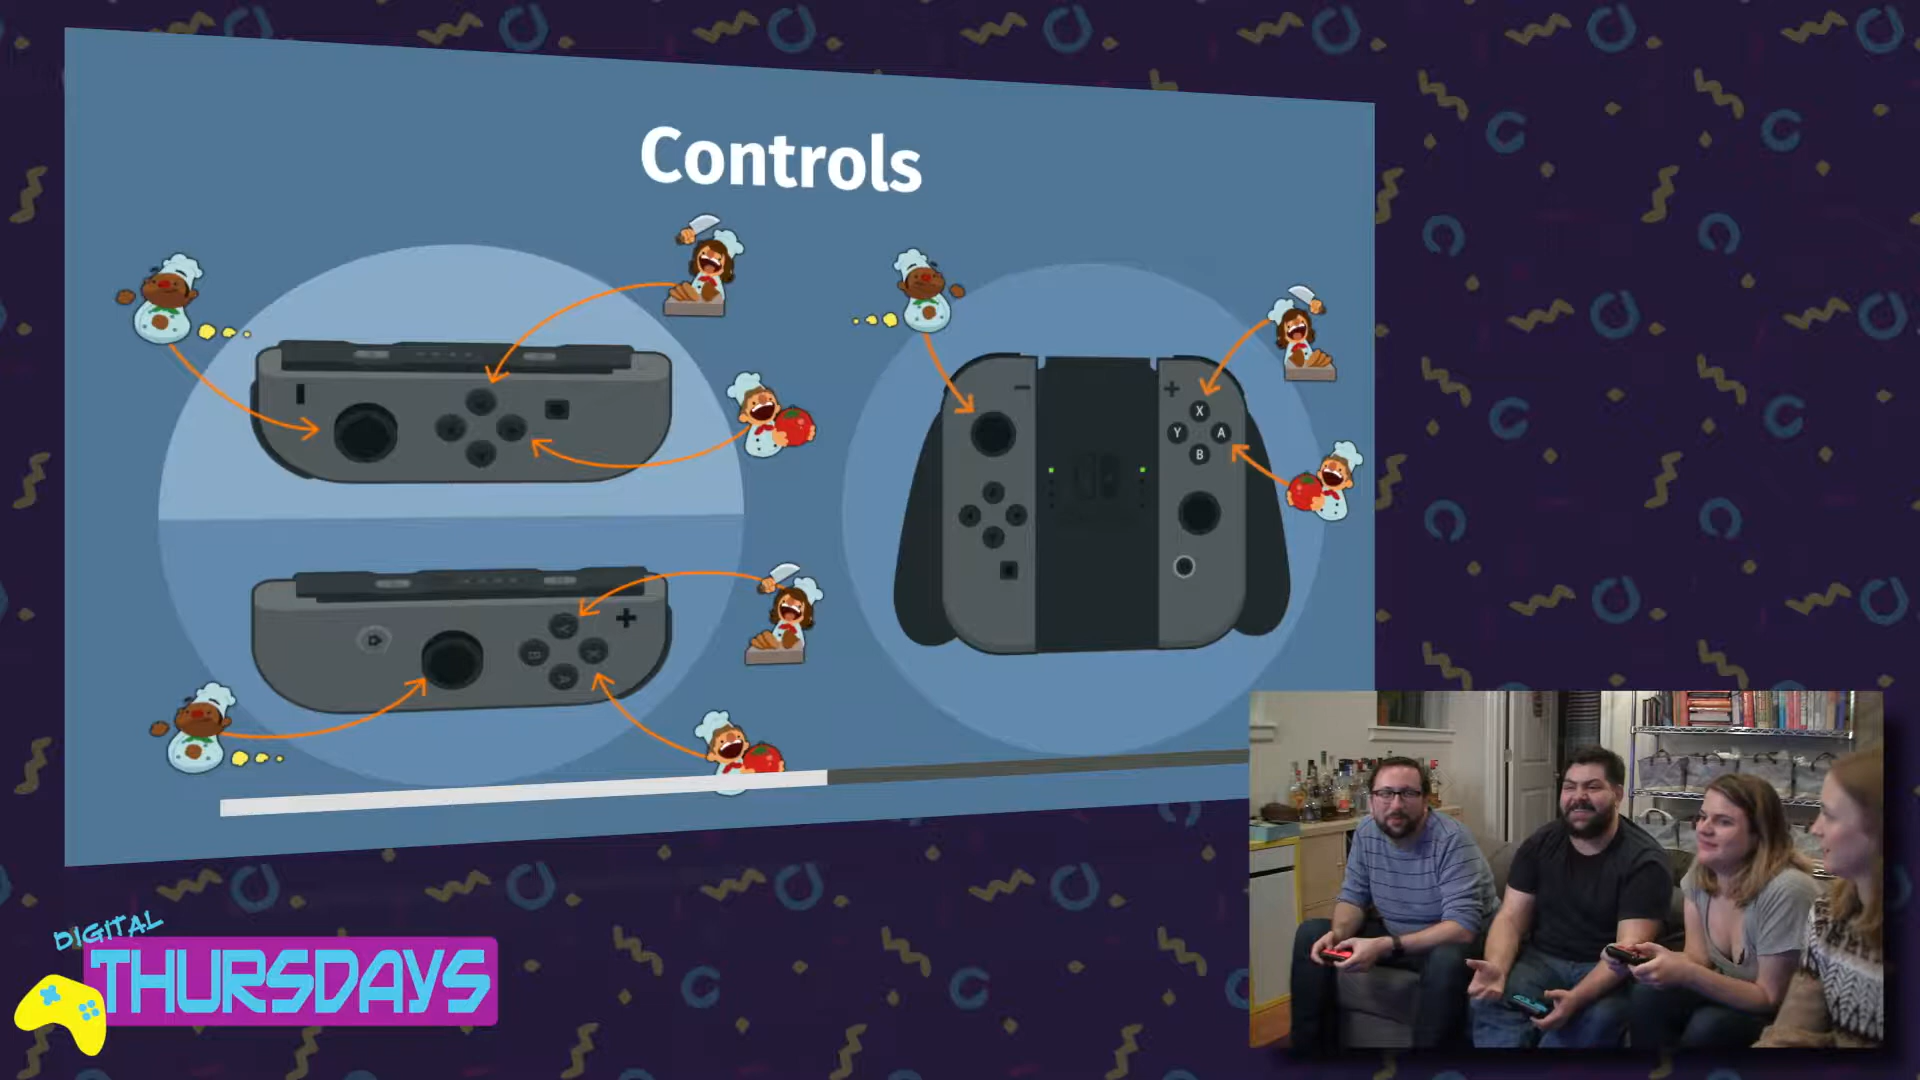 Controls
X
Y A
B
Y
B X
A
DIGITAL
THURSDAYS